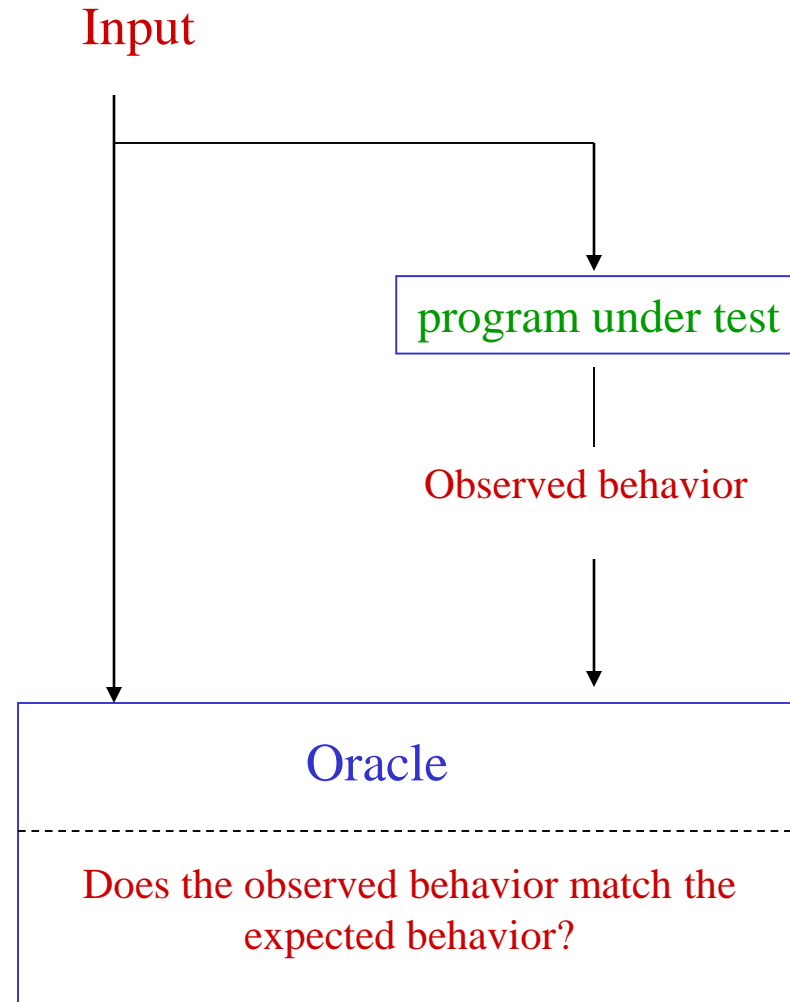 Input
program under test
Observed behavior
Oracle
Does the observed behavior match the
expected behavior?